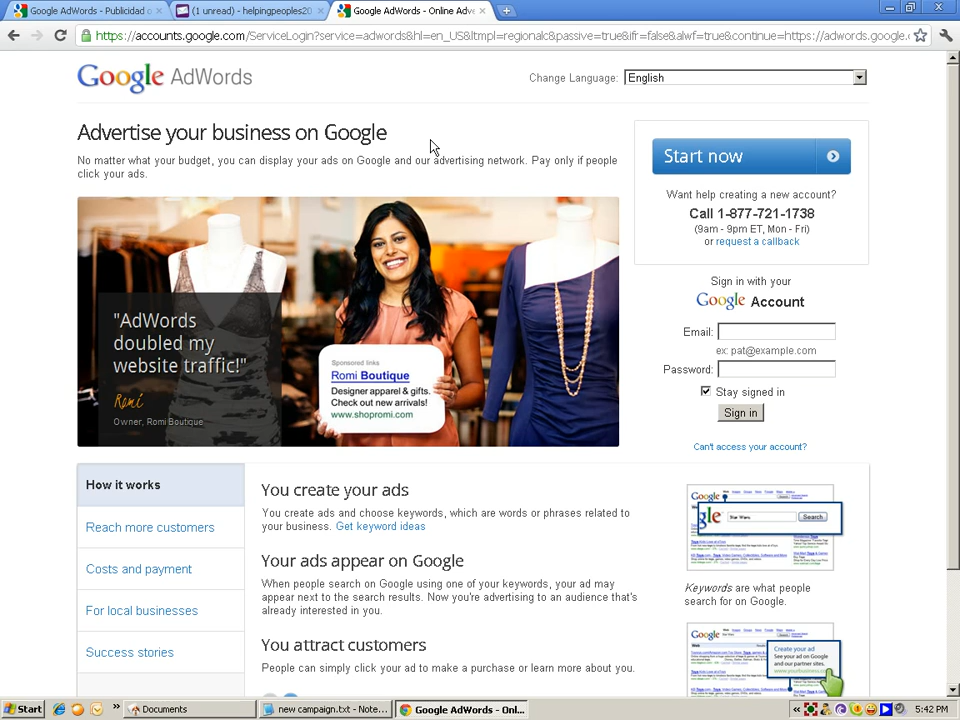 Google AdWords - Publicidad o
(1 unread) - helpingpeoples20
Google AdWords - Online Adve
https://accounts.google.com/ServiceLogin?service=adwords&hl=en_US&ltmpl=regionalc&passive=true&ifr=false&alwf=true&continue=https://adwords.google.c
Google AdWords
Change Language: English
Advertise your business on Google
No matter what your budget, you can display your ads on Google and our advertising network. Pay only if people
click your ads.
Start now
Want help creating a new account?
Call 1-877-721-1738
(9am - 9pm ET, Mon - Fri)
or request a callback
"AdWords
doubled my
website traffic!"
Romi
Owner, Romi Boutique
Sponsored links
Romi Boutique
Designer apparel & gifts.
Check out new arrivals!
www.shopromi.com
Sign in with your
Google Account
Email:
ex: pat@example.com
Password:
Stay signed in
Sign in
Can't access your account?
How it works
Reach more customers
Costs and payment
For local businesses
Success stories
You create your ads
You create ads and choose keywords, which are words or phrases related to
your business. Get keyword ideas
Your ads appear on Google
When people search on Google using one of your keywords, your ad may
appear next to the search results. Now you're advertising to an audience that's
already interested in you.
You attract customers
People can simply click your ad to make a purchase or learn more about you.
Google
Search
Keywords are what people
search for on Google.
Google
Create your ad
See your ad on Google
and our partner sites.
Start
Documents
new campaign.txt - Note...
Google AdWords - Onl...
5:42 PM